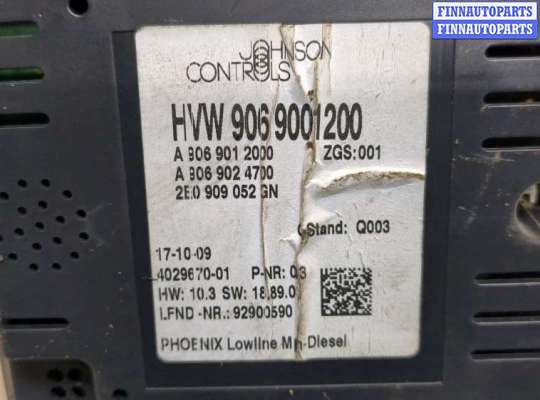 FINNAUTOPARTS
FINNAUTOPARTS
JOHNSON
CONTROLS
HVW 906 9001200
A 906 901 2000 ZGS:001
A 906 902 4700
2E0 909 052 GN
Stand: Q003
17-10-09
4029670-01 P-NR: 03
HW: 10.3 SW: 18.89.0
LFND -NR.: 92900590
PHOENIX Lowline Diesel